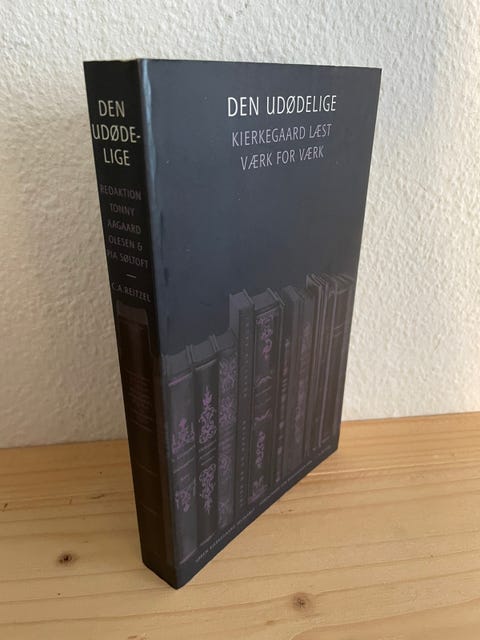 DEN
UDØDE-
LIGE
REDAKTION
TONNY
AAGAARD
OLESEN &
PIA SØLTOFT
C.A. REITZEL
DEN UDØDELIGE
KIERKEGAARD LÆST
VÆRK FOR VÆRK